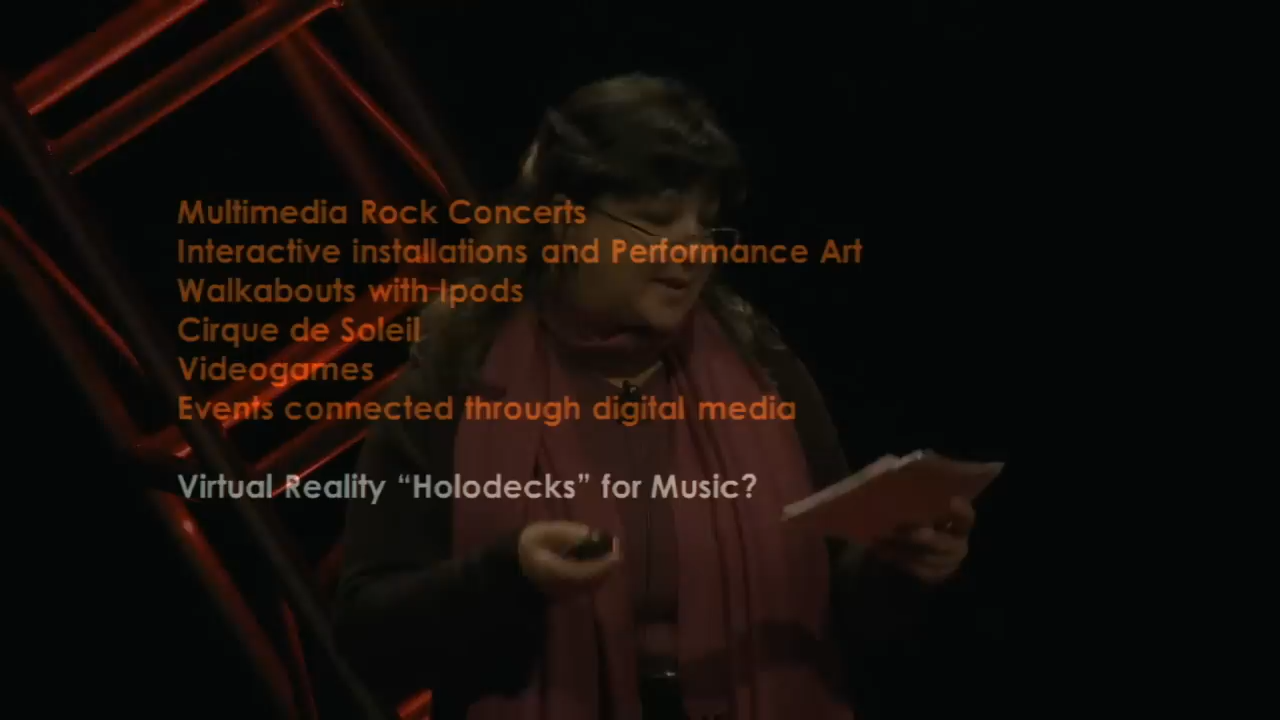 Multimedia Rock Concerts
Interactive installations and Performance Art
Walkabouts with Ipods
Cirque de Soleil
Videogames
Events connected through digital media
Virtual Reality “Holodecks” for Music?